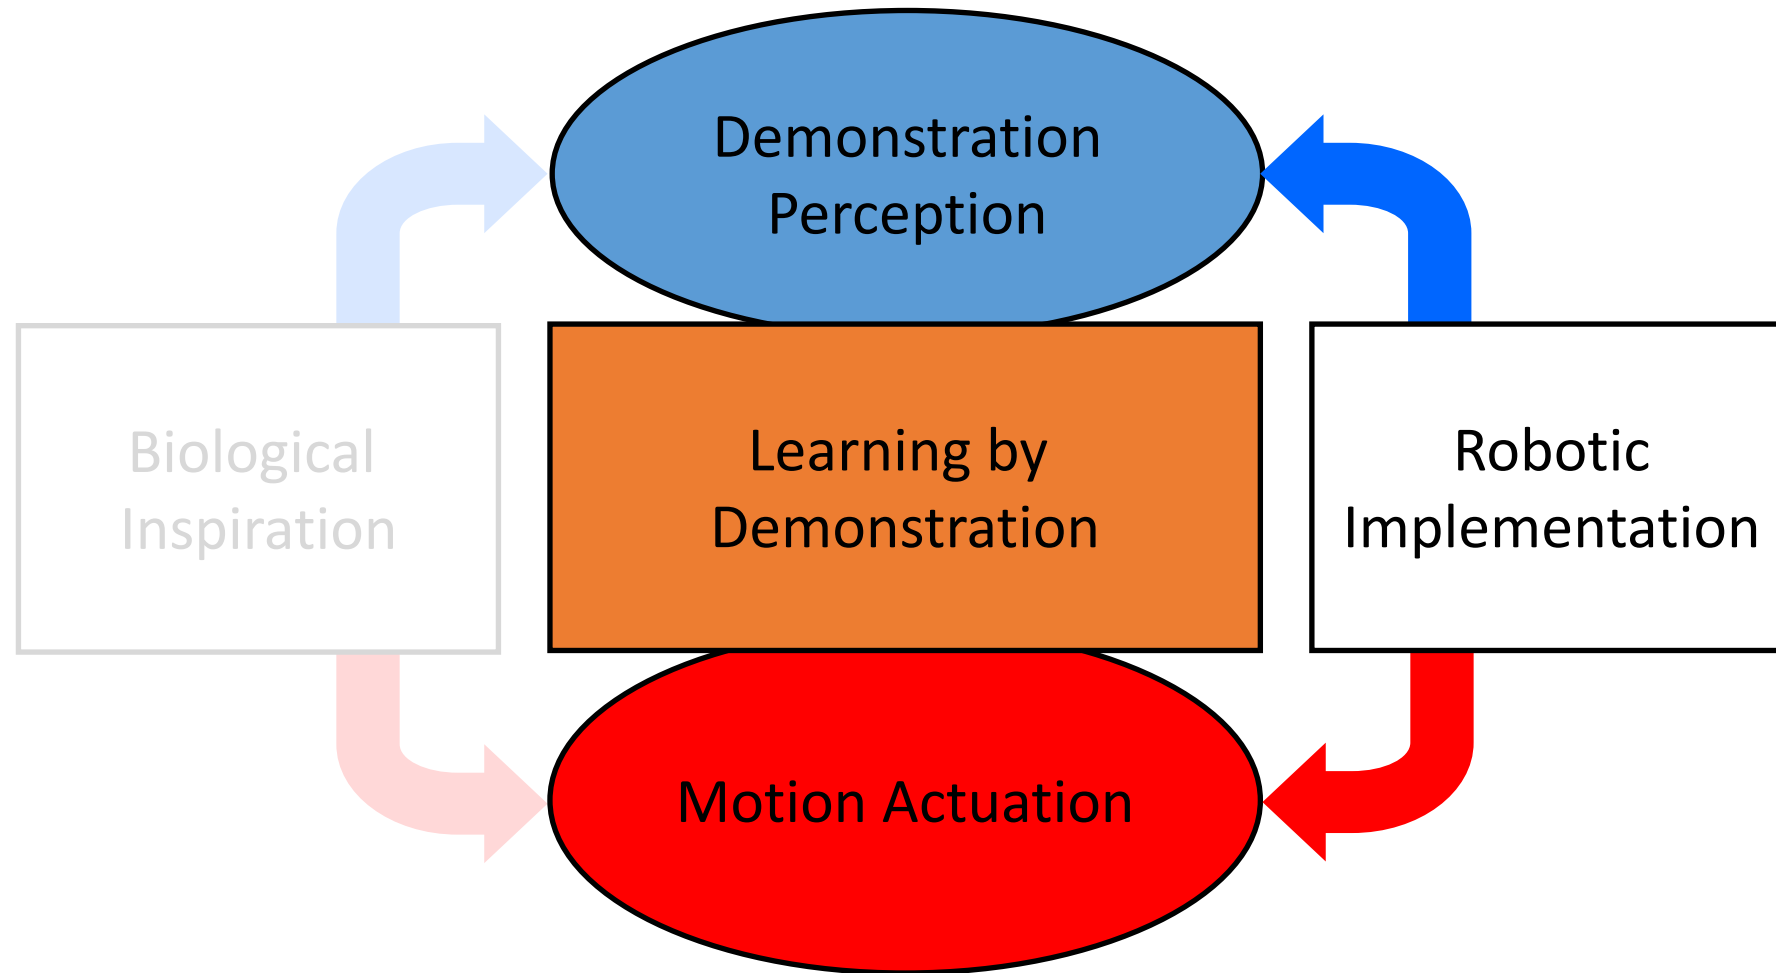 Demonstration
Perception
Biological
Inspiration
Learning by
Demonstration
Robotic
Implementation
Motion Actuation